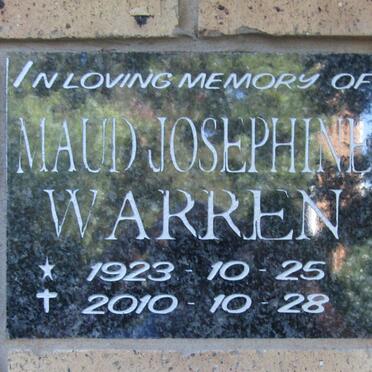 IN LOVING MEMORY OF
MAUD JOSEPHINE
WARREN
★ 1923 - 10 - 25
✝ 2010 - 10 - 28